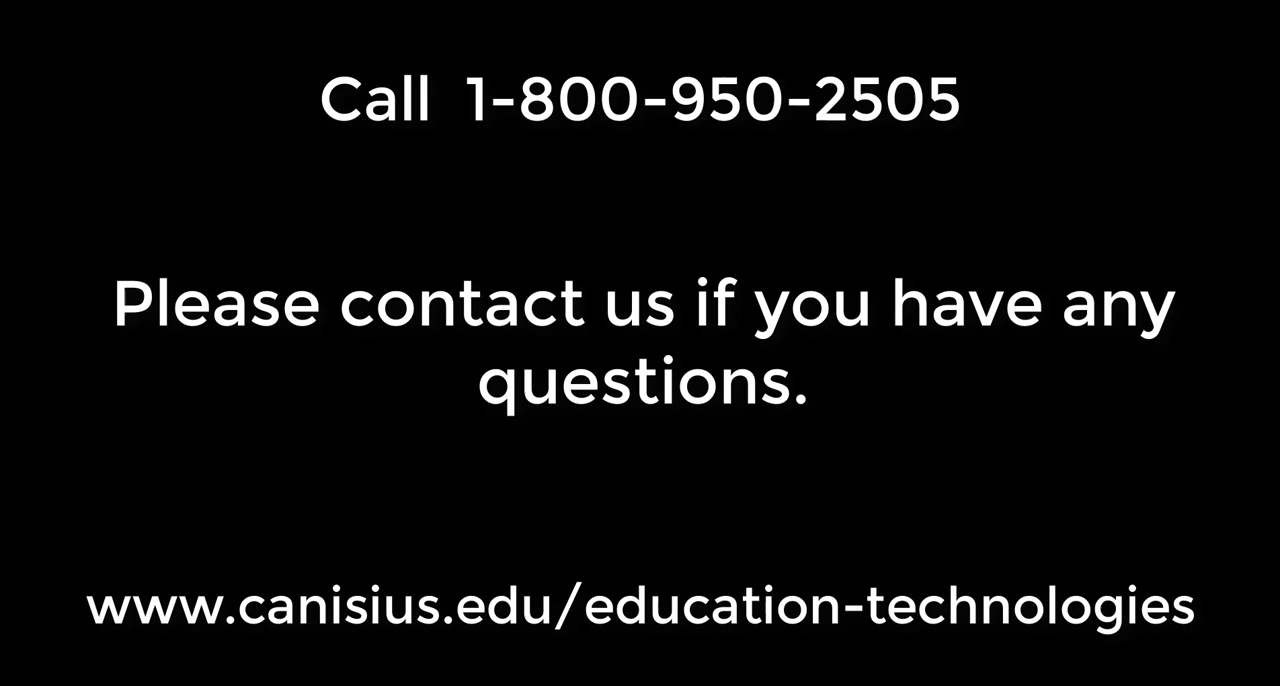 Call  1-800-950-2505
Please contact us if you have any
questions.
www.canisius.edu/education-technologies